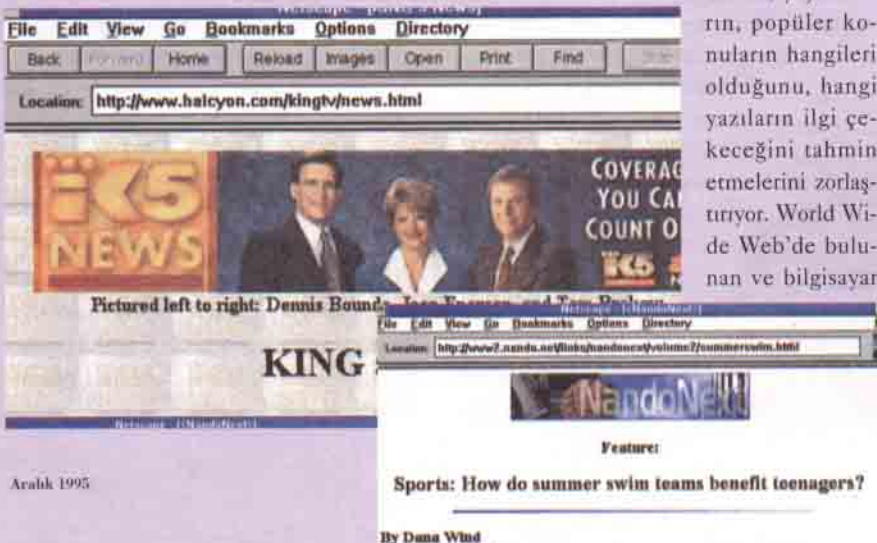 File Edit View Go Bookmarks Options Directory
Back Forward Home Reload Images Open Print Find
Location: http://www.halcyon.com/kingtv/news.html
K5
NEWS
COVERAG
YOU CA
COUNT O
K5
Pictured left to right: Dennis Bounds, and
KING
Aralık 1995
rın, popüler ko-
nuların hangileri
olduğunu, hangi
yazıların ilgi çe-
keceğini tahmin
etmelerini zorlaş-
tırıyor. World Wi-
de Web'de bulu-
nan ve bilgisayar
Netscape - [NandoNext]
File Edit View Go Bookmarks Options Directory
Location: http://www2.nando.net/links/nandonext/volume7/summerswim.html
NandoNext
Feature:
Sports: How do summer swim teams benefit teenagers?
By Dana Wind